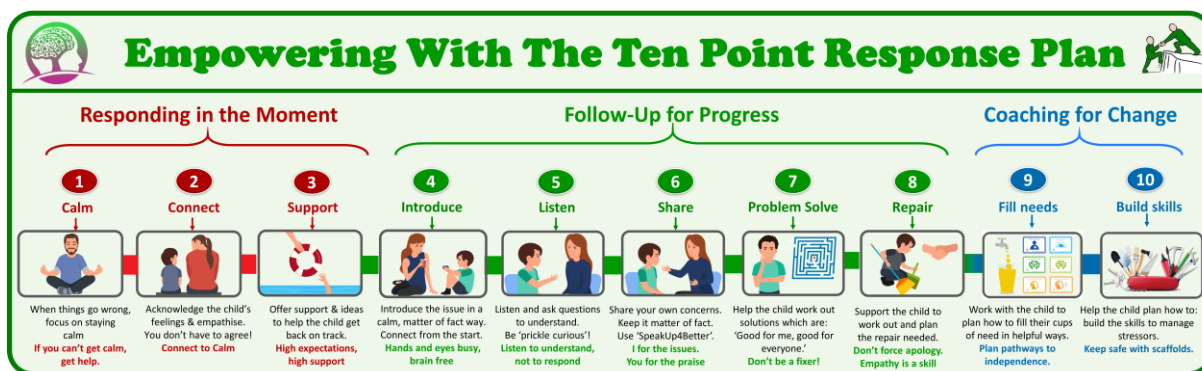 Empowering With The Ten Point Response Plan
Responding in the Moment
Follow-Up for Progress
Coaching for Change
1
Calm
When things go wrong,
focus on staying
calm
If you can't get calm,
get help.
2
Connect
Acknowledge the child's
feelings & empathise.
You don't have to agree!
Connect to Calm
3
Support
Offer support & ideas
to help the child get
back on track.
High expectations,
high support
4
Introduce
Introduce the issue in a
calm, matter of fact way.
Connect from the start.
Hands and eyes busy,
brain free
5
Listen
Listen and ask questions
to understand.
Be 'prickle curious'!
Listen to understand,
not to respond
6
Share
Share your own concerns.
Keep it matter of fact.
Use 'SpeakUp4Better'.
I for the issues.
You for the praise
7
Problem Solve
Help the child work out
solutions which are:
'Good for me, good for
everyone.'
Don't be a fixer!
8
Repair
Support the child to
work out and plan
the repair needed.
Don't force apology.
Empathy is a skill
9
Fill needs
Work with the child to
plan how to fill their cups
of need in helpful ways.
Plan pathways to
independence.
10
Build skills
Help the child plan how to:
build the skills to manage
stressors.
Keep safe with scaffolds.